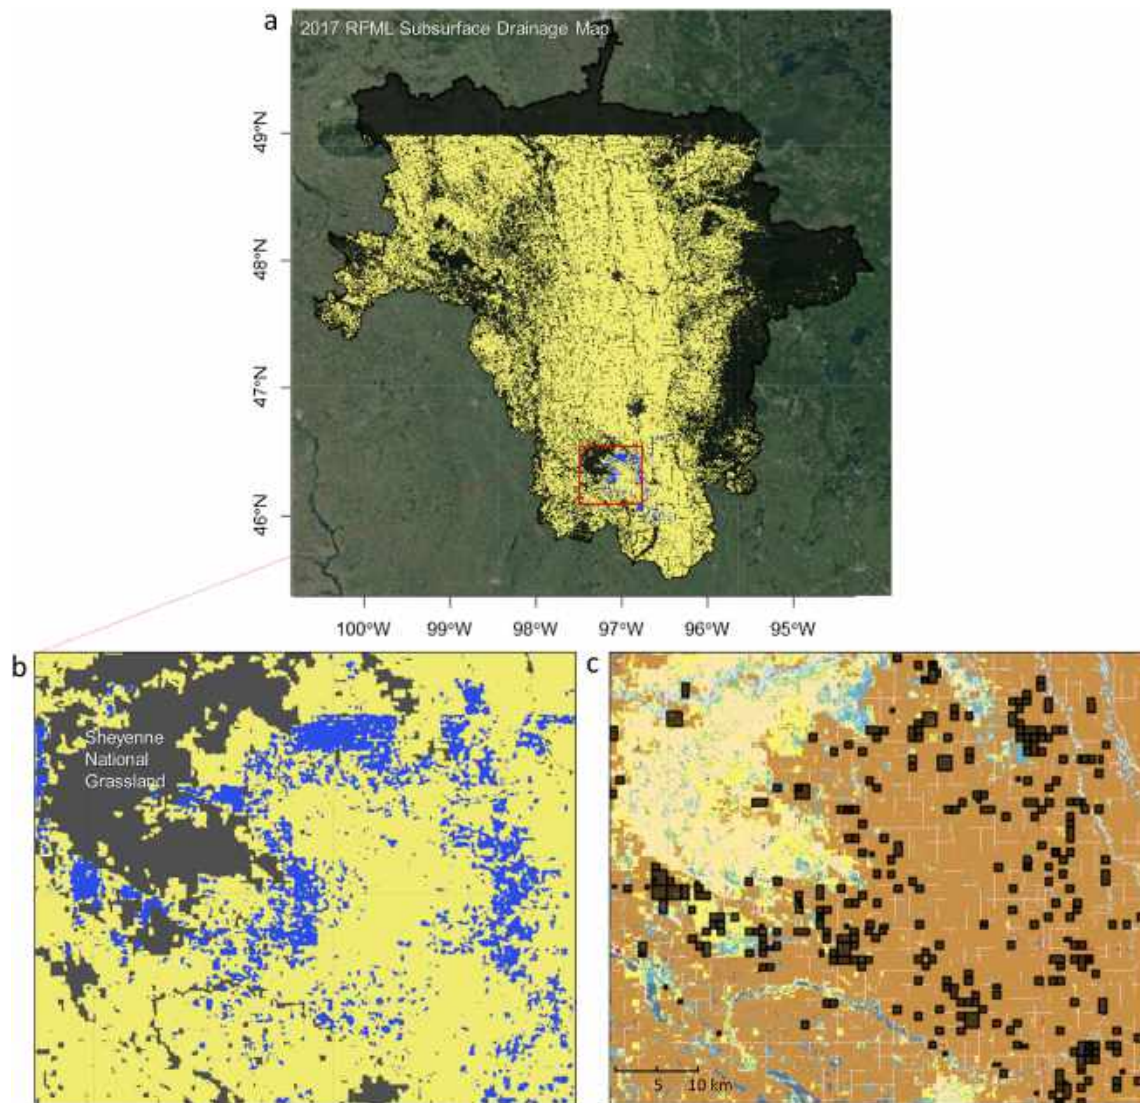 a
2017 RFML Subsurface Drainage Map
49°N
48°N
47°N
46°N
100°W 99°W 98°W 97°W 96°W 95°W
b
Sheyenne
National
Grassland
c
5 10 km